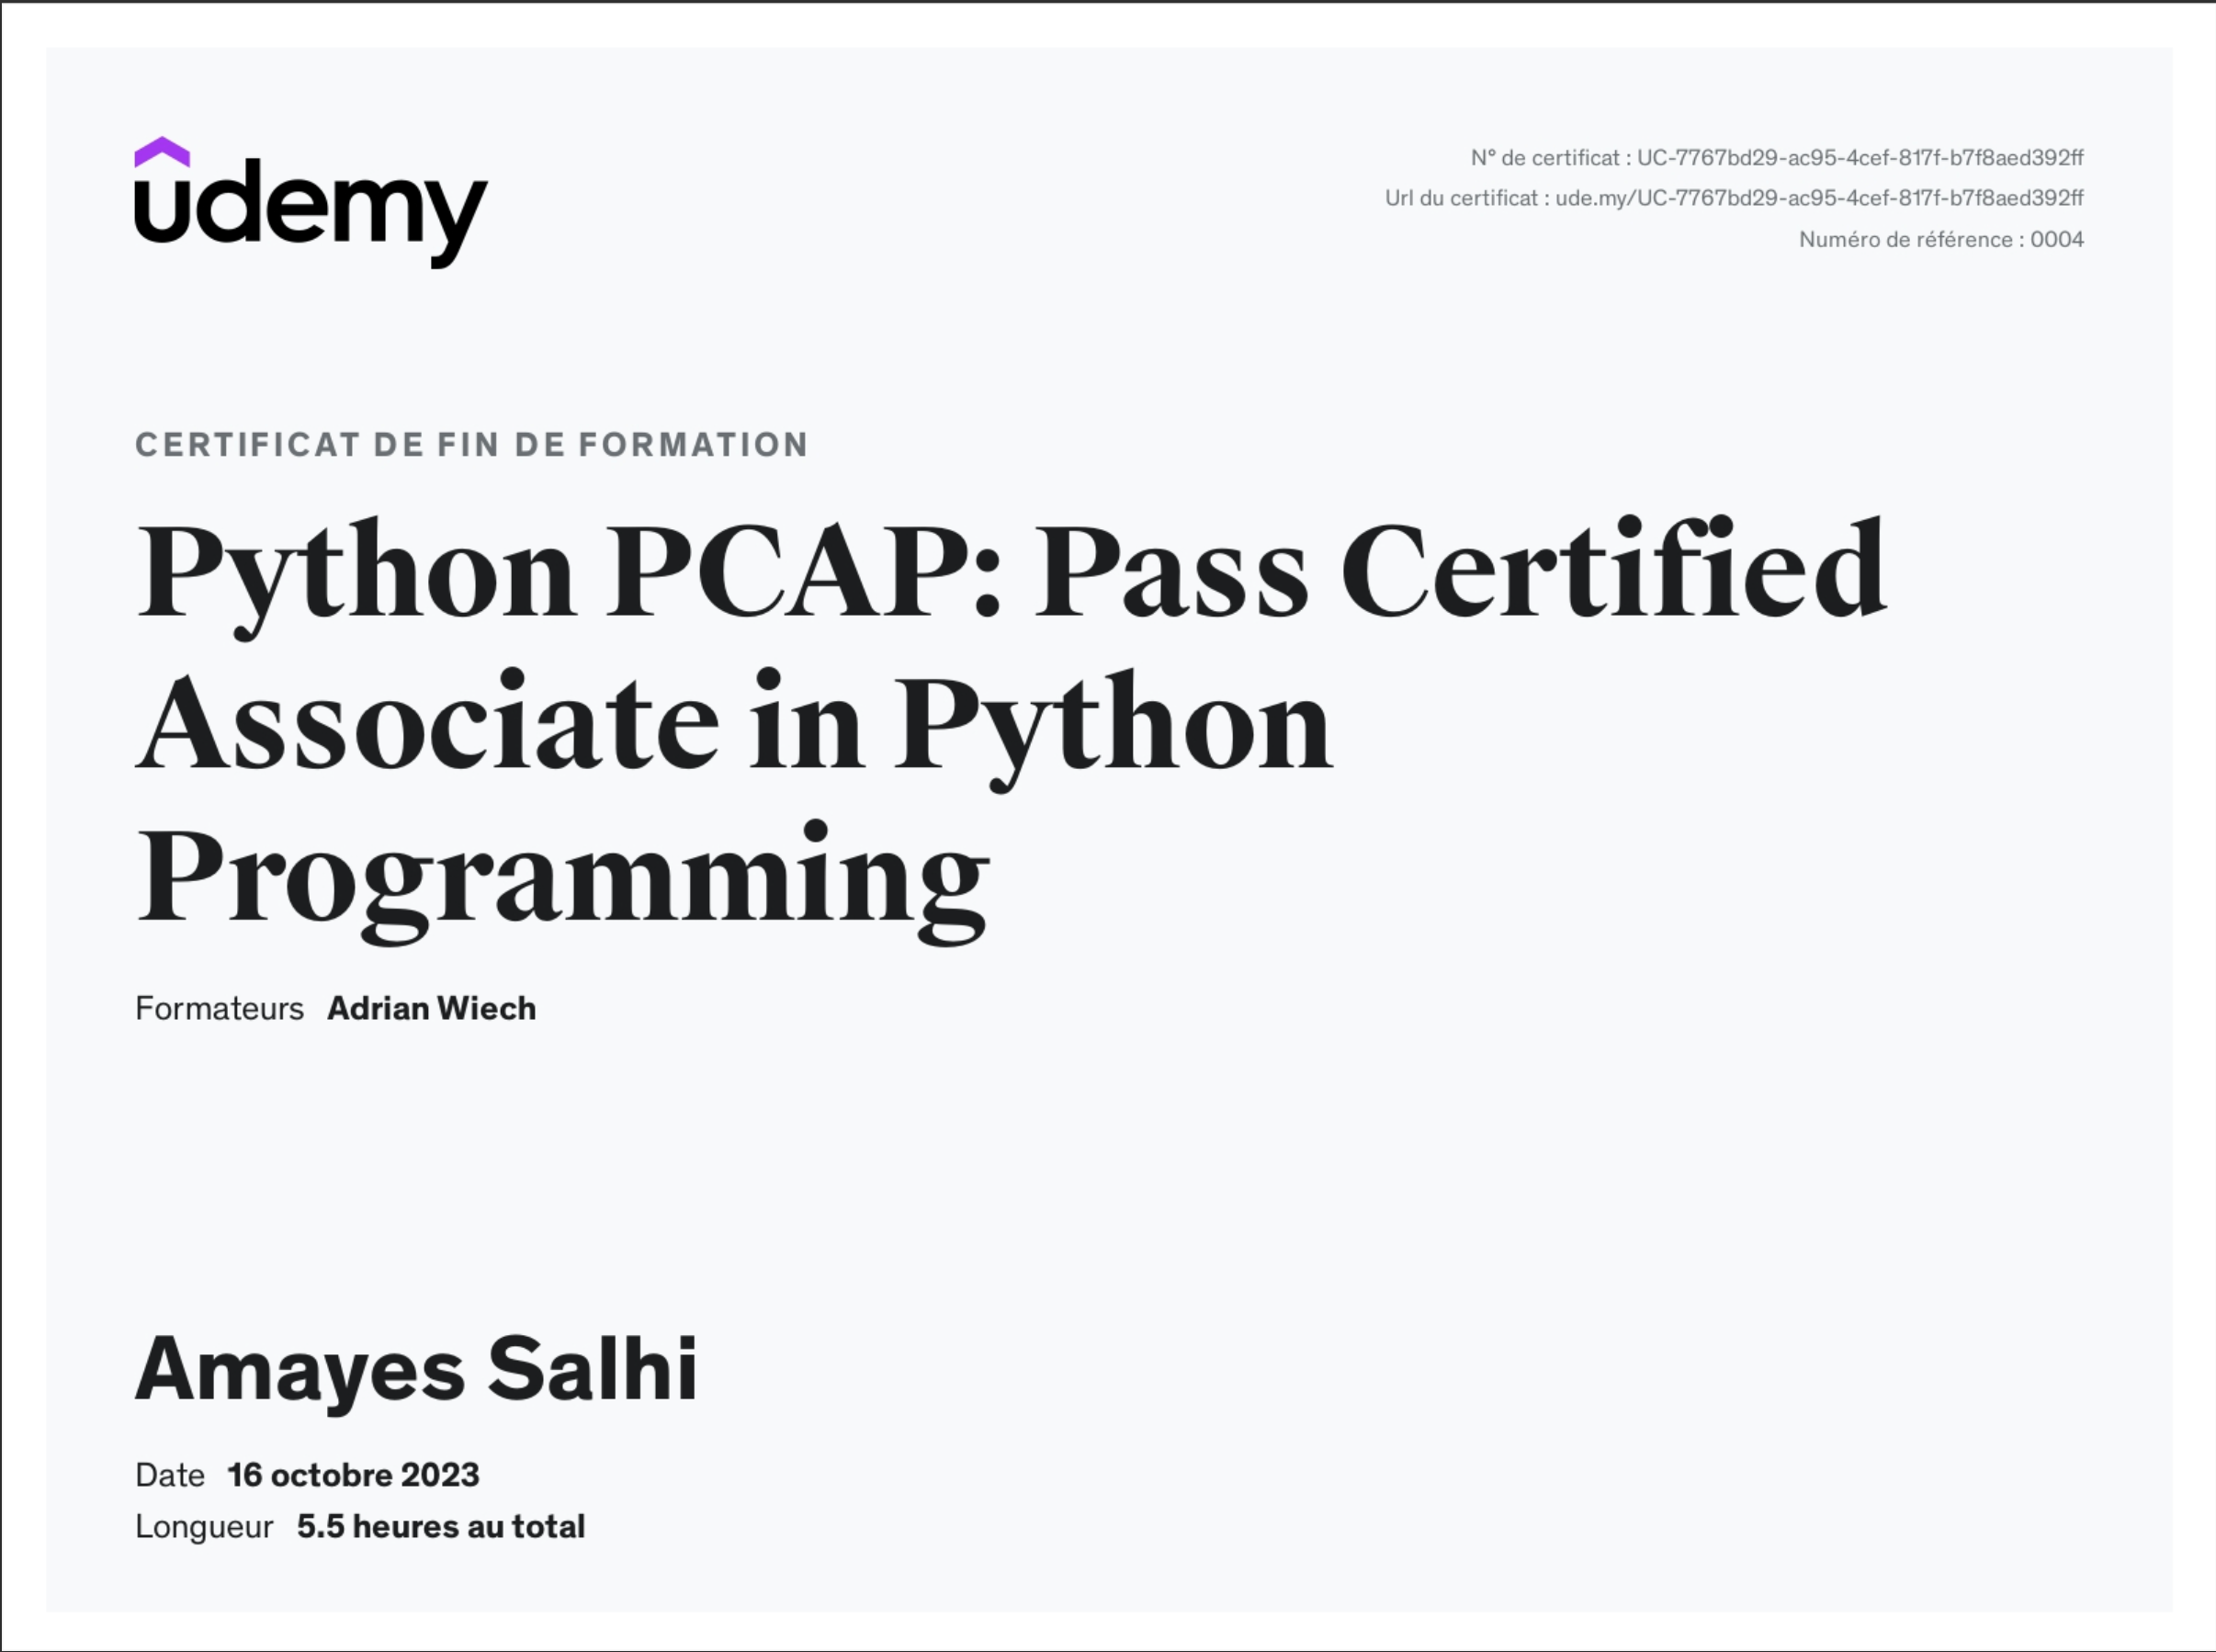 udemy
N° de certificat : UC-7767bd29-ac95-4cef-817f-b7f8aed392ff
Url du certificat : ude.my/UC-7767bd29-ac95-4cef-817f-b7f8aed392ff
Numéro de référence : 0004
CERTIFICAT DE FIN DE FORMATION
Python PCAP: Pass Certified
Associate in Python
Programming
Formateurs Adrian Wiech
Amayes Salhi
Date 16 octobre 2023
Longueur 5.5 heures au total